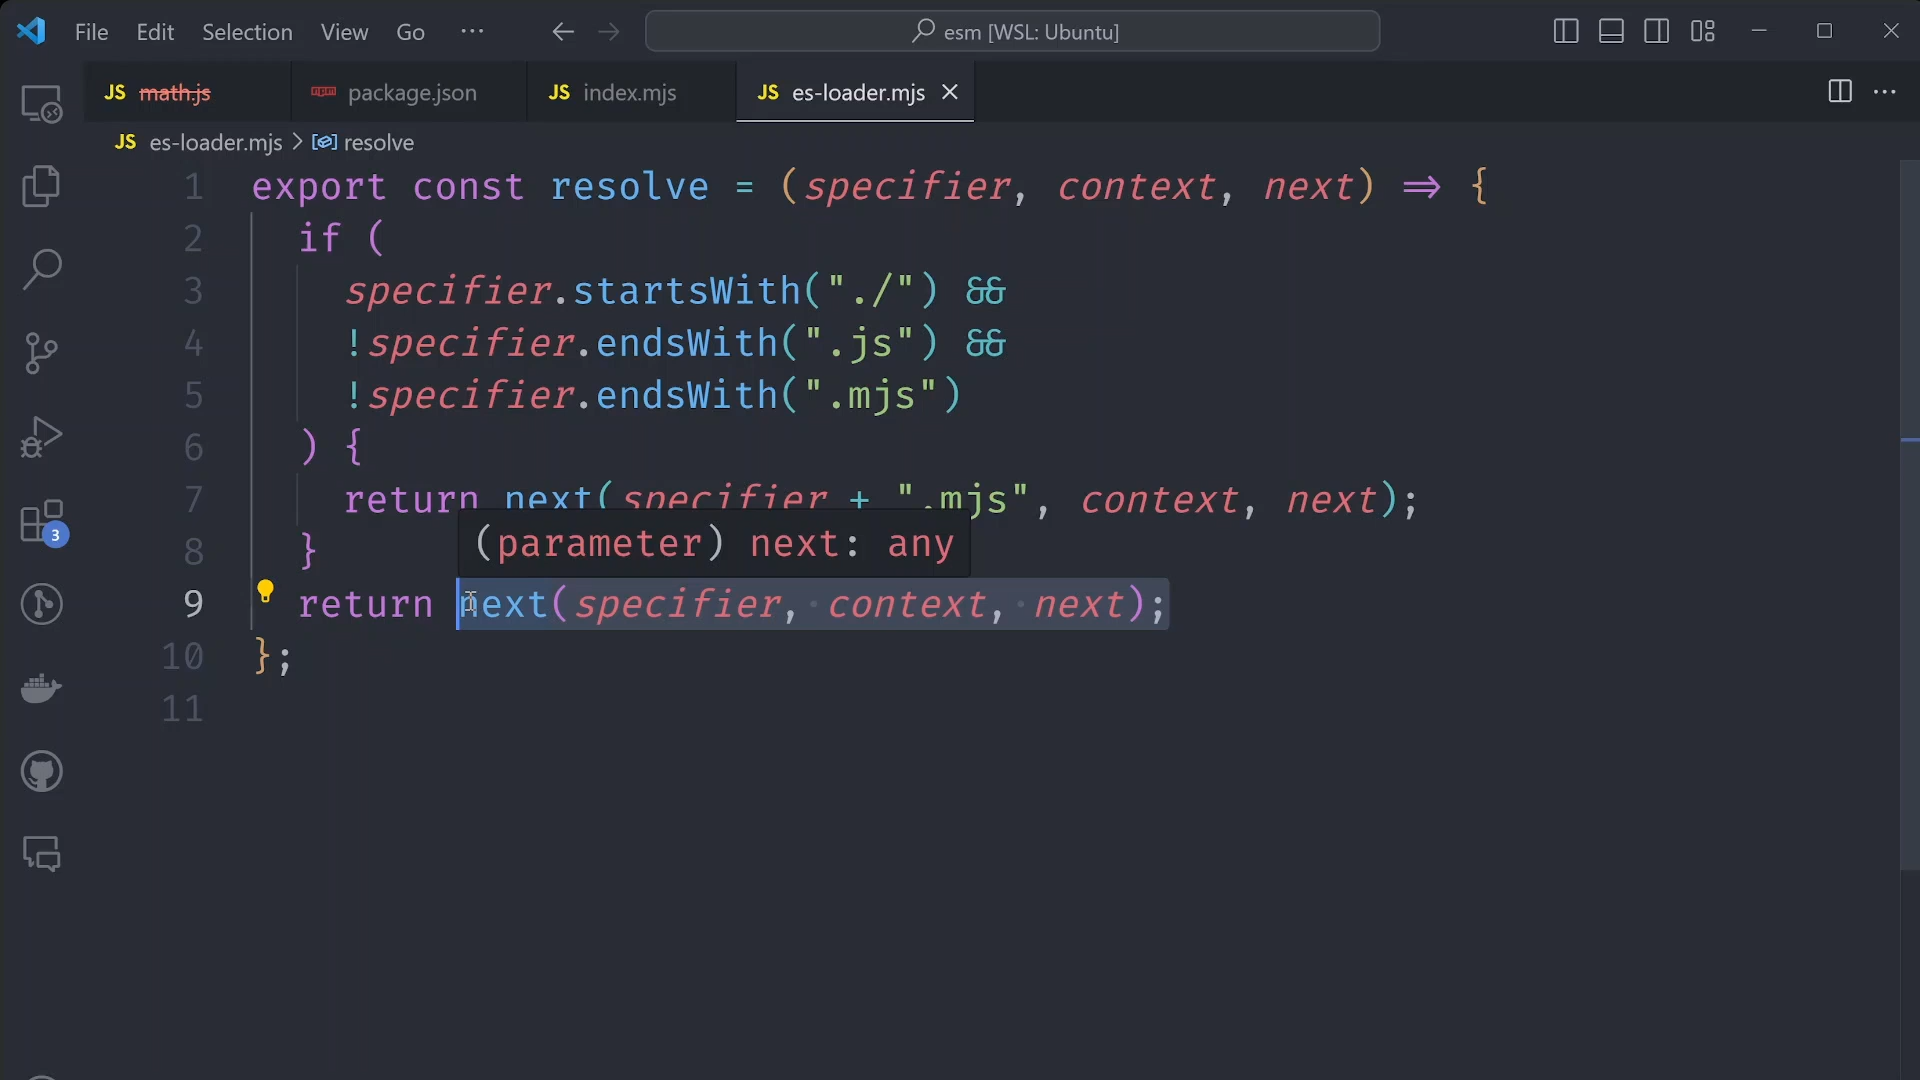 File Edit Selection View Go ··· esm [WSL: Ubuntu]
JS math.js package.json JS index.mjs JS es-loader.mjs
JS es-loader.mjs > resolve
1 export const resolve = (specifier, context, next) => {
2 if (
3 specifier.startsWith("./") &&
4 !specifier.endsWith(".js") &&
5 !specifier.endsWith(".mjs")
6 ) {
7 return next(specifier + ".mjs", context, next);
(parameter) next: any
8 }
9 return next(specifier, context, next);
10 };
11
3